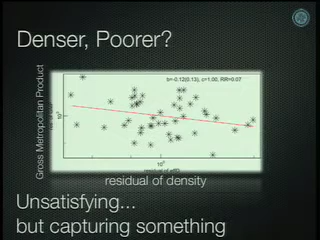 Denser, Poorer?
b=-0.12(0.13), c=1.00, RR=0.07
Gross Metropolitan Product
residual of density
Unsatisfying...
but capturing something